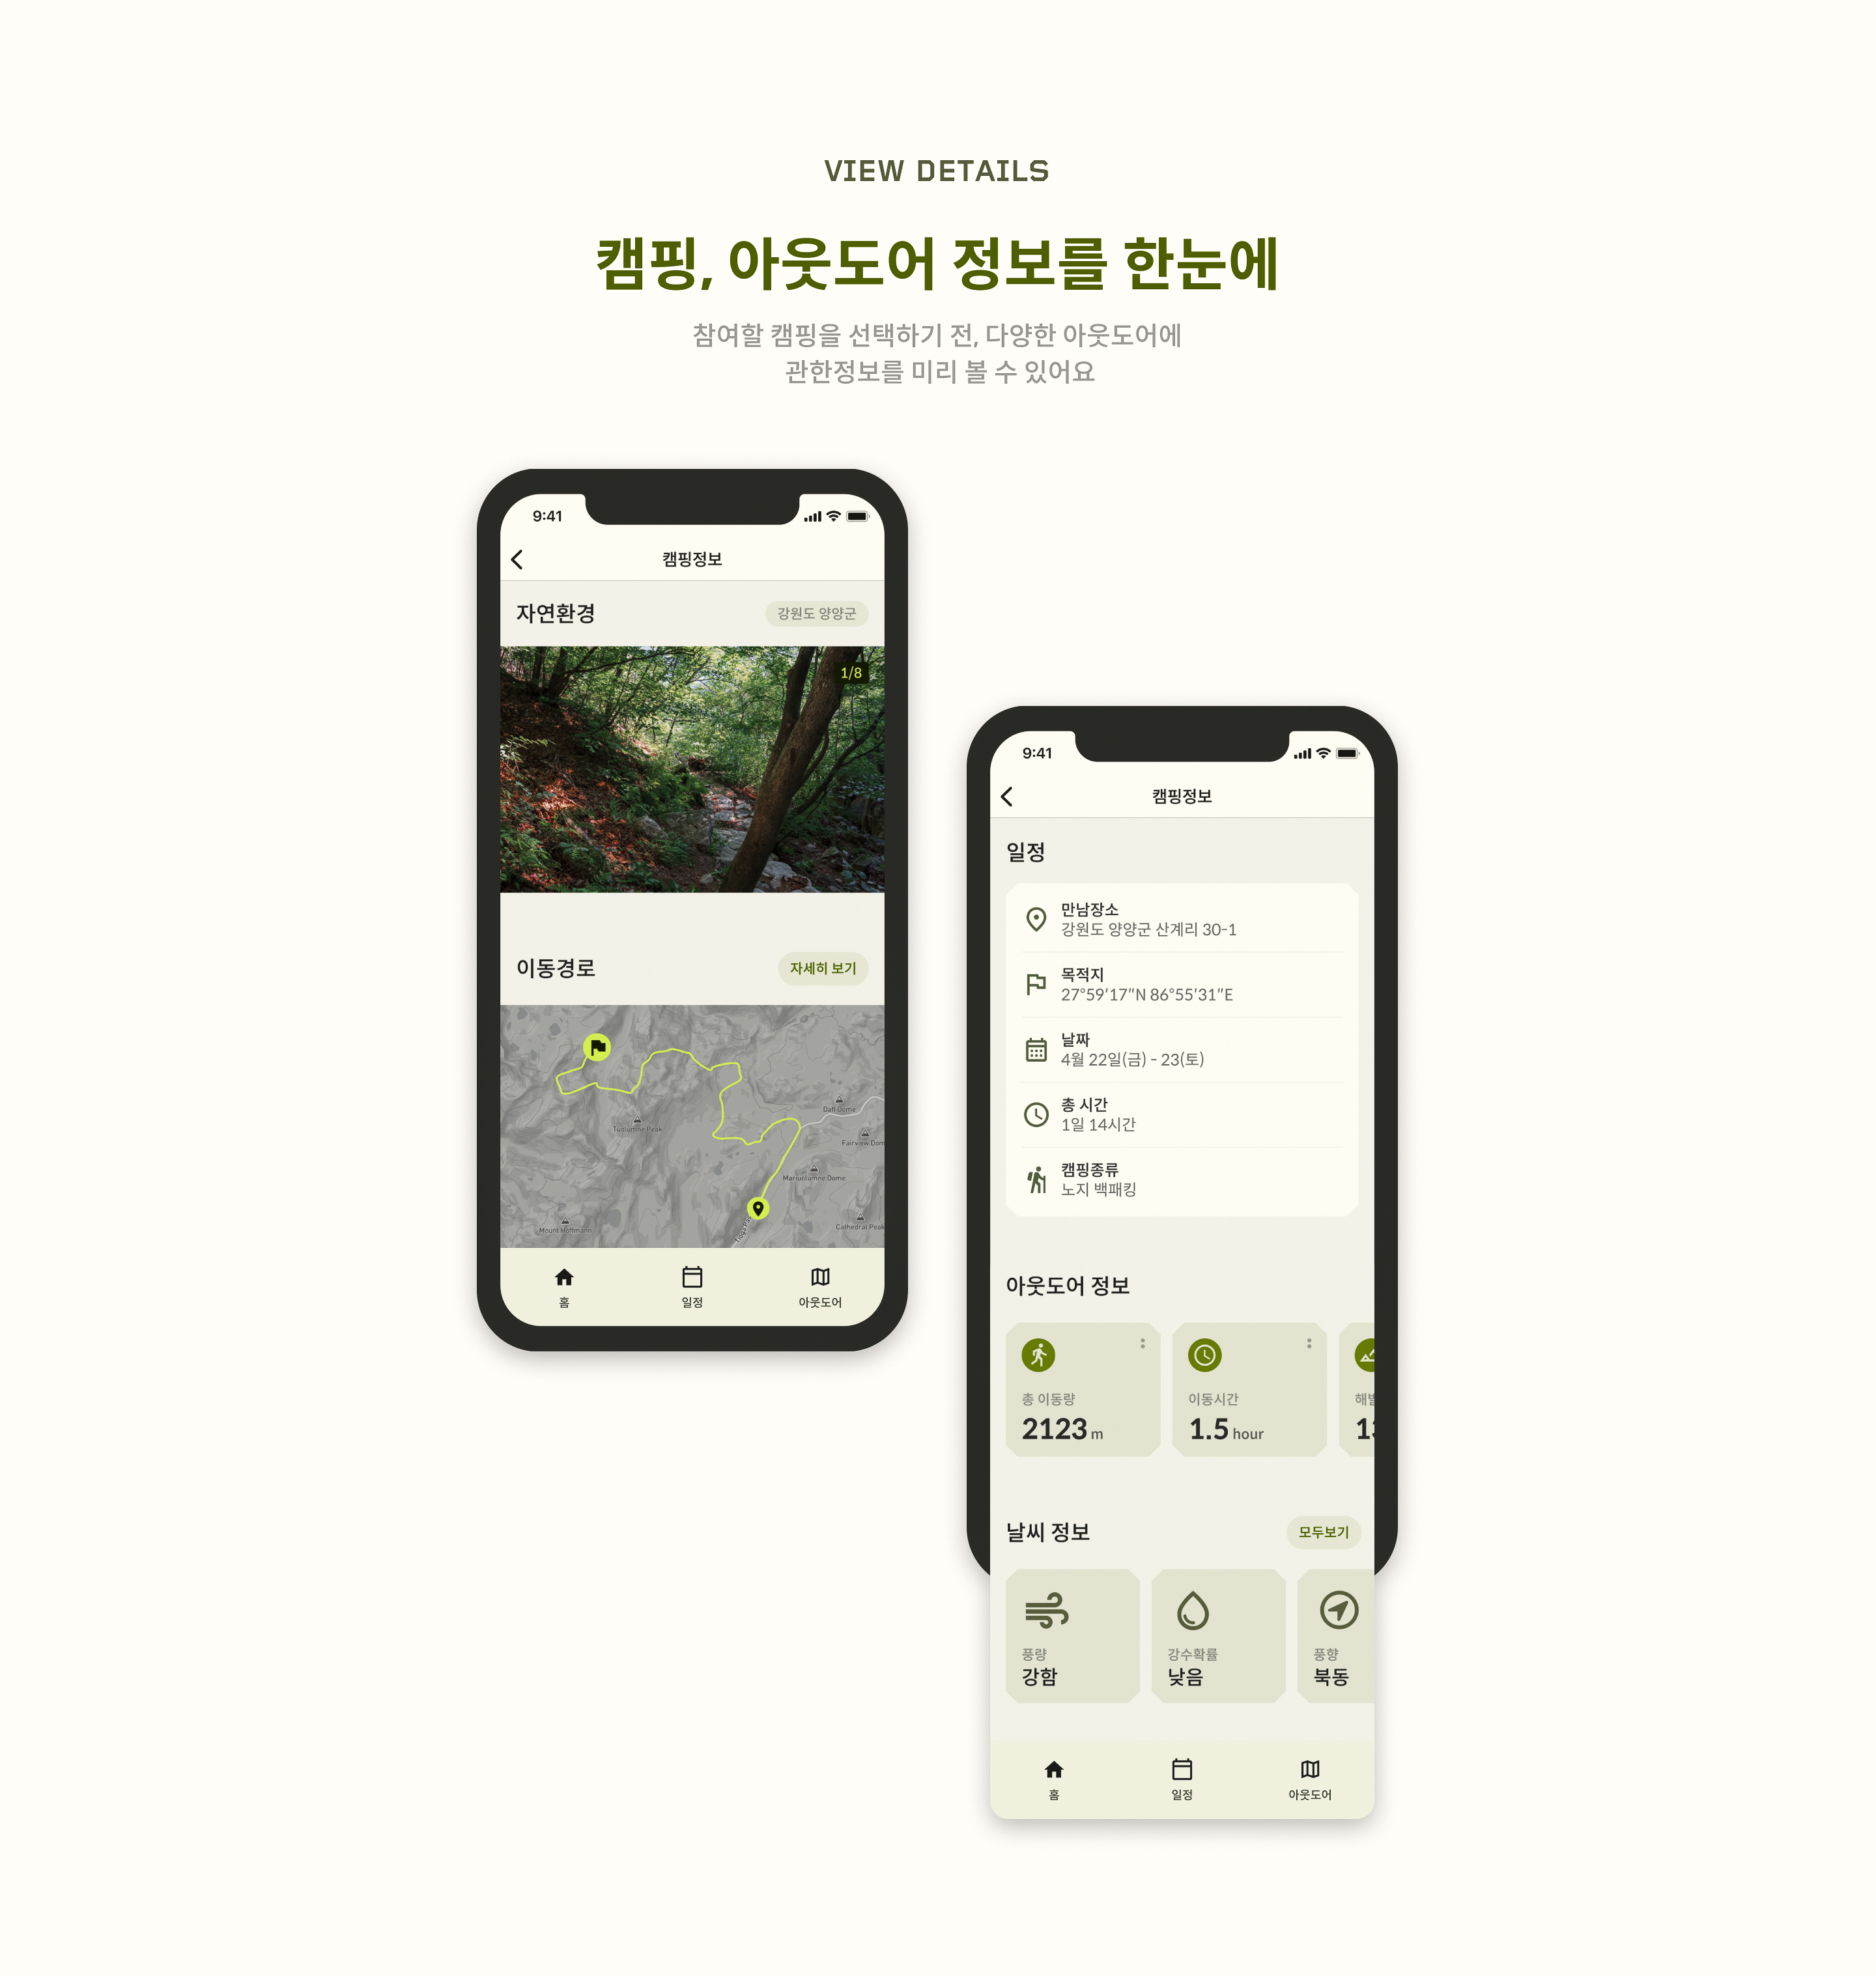 VIEW DETAILS
캠핑, 아웃도어 정보를 한눈에
참여할 캠핑을 선택하기 전, 다양한 아웃도어에
관한정보를 미리 볼 수 있어요
9:41
캠핑정보
자연환경
강원도 양양군
1/8
이동경로
자세히 보기
Daff Dome
Tuolumne Peak
Fairview Dom
Mariuolumne Dome
Mount Hoffmann
Cathedral Peak
홈
일정
아웃도어
9:41
캠핑정보
일정
만남장소
강원도 양양군 산계리 30-1
목적지
27°59'17"N 86°55'31"E
날짜
4월 22일(금) - 23(토)
총 시간
1일 14시간
캠핑종류
노지 백패킹
아웃도어 정보
총 이동량
2123 m
이동시간
1.5 hour
날씨 정보
모두보기
풍량
강함
강수확률
낮음
풍향
북동
홈
일정
아웃도어